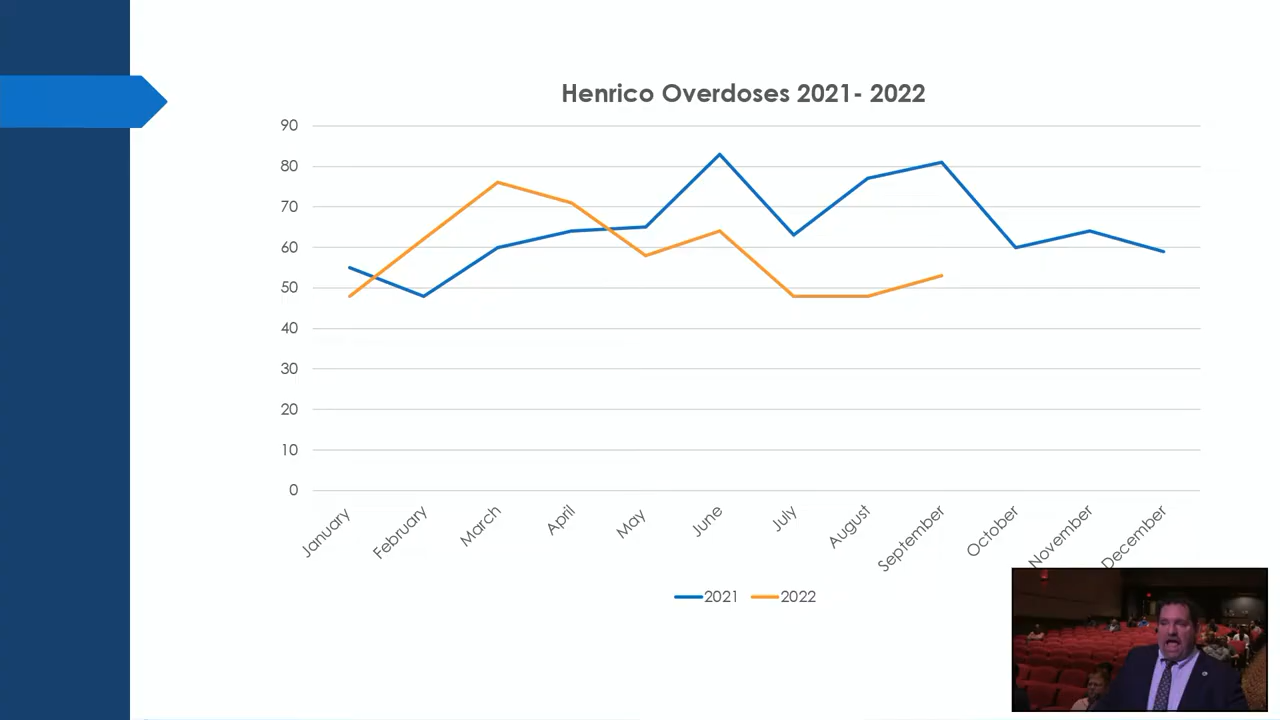 Henrico Overdoses 2021- 2022
90
80
70
60
50
40
30
20
10
0
January
February
March
April
May
June
July
August
September
October
November
December
2021
2022